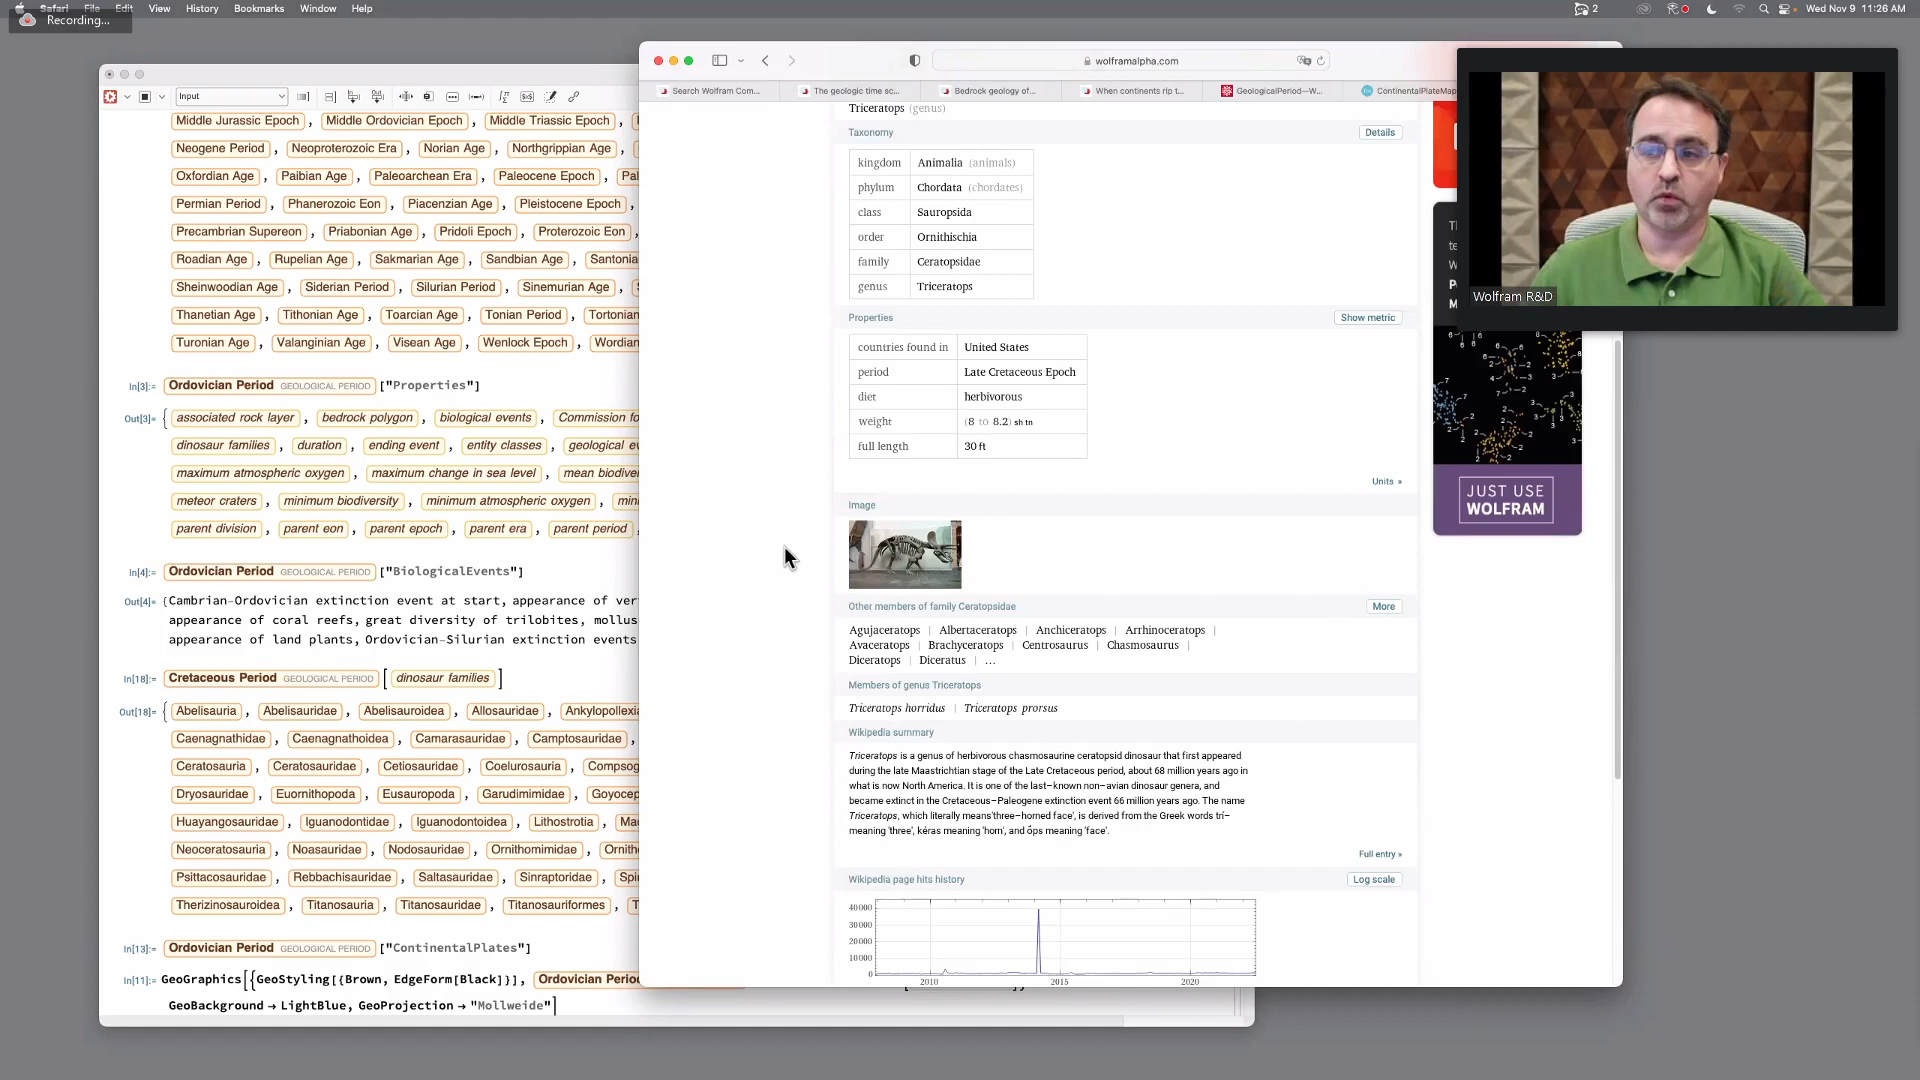 Safari File Edit View History Bookmarks Window Help
2
Wed Nov 9 11:26 AM
Recording...
Input
Middle Jurassic Epoch , Middle Ordovician Epoch , Middle Triassic Epoch ,
Neogene Period , Neoproterozoic Era , Norian Age , Northgrippian Age ,
Oxfordian Age , Paibian Age , Paleoarchean Era , Paleocene Epoch ,
Permian Period , Phanerozoic Eon , Piacenzian Age , Pleistocene Epoch ,
Precambrian Supereon , Priabonian Age , Pridoli Epoch , Proterozoic Eon ,
Roadian Age , Rupelian Age , Sakmarian Age , Sandbian Age ,
Sheinwoodian Age , Siderian Period , Silurian Period , Sinemurian Age ,
Thanetian Age , Tithonian Age , Toarcian Age , Tonian Period ,
Turonian Age , Valanginian Age , Visean Age , Wenlock Epoch ,
In[3]:= Ordovician Period GEOLOGICAL PERIOD ["Properties"]
Out[3]= { associated rock layer , bedrock polygon , biological events ,
dinosaur families , duration , ending event , entity classes ,
maximum atmospheric oxygen , maximum change in sea level ,
meteor craters , minimum biodiversity , minimum atmospheric oxygen ,
parent division , parent eon , parent epoch , parent era , parent period ,
In[4]:= Ordovician Period GEOLOGICAL PERIOD ["BiologicalEvents"]
Out[4]= {Cambrian–Ordovician extinction event at start, appearance of
appearance of coral reefs, great diversity of trilobites,
appearance of land plants, Ordovician–Silurian extinction events
In[18]:= Cretaceous Period GEOLOGICAL PERIOD [ dinosaur families ]
Out[18]= { Abelisauria , Abelisauridae , Abelisauroidea , Allosauridae ,
Caenagnathidae , Caenagnathoidea , Camarasauridae , Camptosauridae ,
Ceratosauria , Ceratosauridae , Cetiosauridae , Coelurosauria ,
Dryosauridae , Euornithopoda , Eusauropoda , Garudimimidae ,
Huayangosauridae , Iguanodontidae , Iguanodontoidea , Lithostrotia ,
Neoceratosauria , Noasauridae , Nodosauridae , Ornithomimidae ,
Psittacosauridae , Rebbachisauridae , Saltasauridae , Sinraptoridae ,
Therizinosauroidea , Titanosauria , Titanosauridae , Titanosauriformes ,
In[13]:= Ordovician Period GEOLOGICAL PERIOD ["ContinentalPlates"]
In[11]:= GeoGraphics[{GeoStyling[{Brown, EdgeForm[Black]}], Ordovician
GeoBackground → LightBlue, GeoProjection → "Mollweide"]
wolframalpha.com
Search Wolfram Com...
The geologic time sc...
Bedrock geology of...
When continents rip t...
GeologicalPeriod—W...
ContinentalPlateMap
Triceratops (genus)
Taxonomy Details
kingdom Animalia (animals)
phylum Chordata (chordates)
class Sauropsida
order Ornithischia
family Ceratopsidae
genus Triceratops
Properties Show metric
countries found in United States
period Late Cretaceous Epoch
diet herbivorous
weight (8 to 8.2) sh tn
full length 30 ft
Units »
Image
Other members of family Ceratopsidae More
Agujaceratops | Albertaceratops | Anchiceratops | Arrhinoceratops |
Avaceratops | Brachyceratops | Centrosaurus | Chasmosaurus |
Diceratops | Diceratus | ...
Members of genus Triceratops
Triceratops horridus | Triceratops prorsus
Wikipedia summary
Triceratops is a genus of herbivorous chasmosaurine ceratopsid dinosaur that first appeared
during the late Maastrichtian stage of the Late Cretaceous period, about 68 million years ago in
what is now North America. It is one of the last–known non–avian dinosaur genera, and
became extinct in the Cretaceous–Paleogene extinction event 66 million years ago. The name
Triceratops, which literally means'three–horned face', is derived from the Greek words trí–
meaning 'three', kéras meaning 'horn', and ṓps meaning 'face'.
Full entry »
Wikipedia page hits history Log scale
40000
30000
20000
10000
0
2010 2015 2020
Wolfram R&D
JUST USE
WOLFRAM